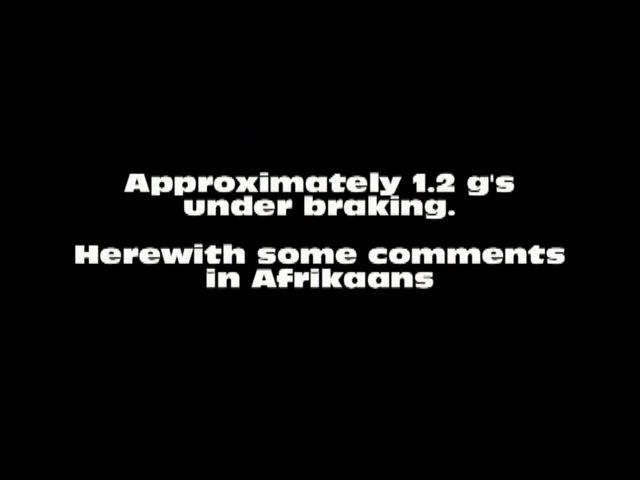 Approximately 1.2 g's
under braking.
Herewith some comments
in Afrikaans